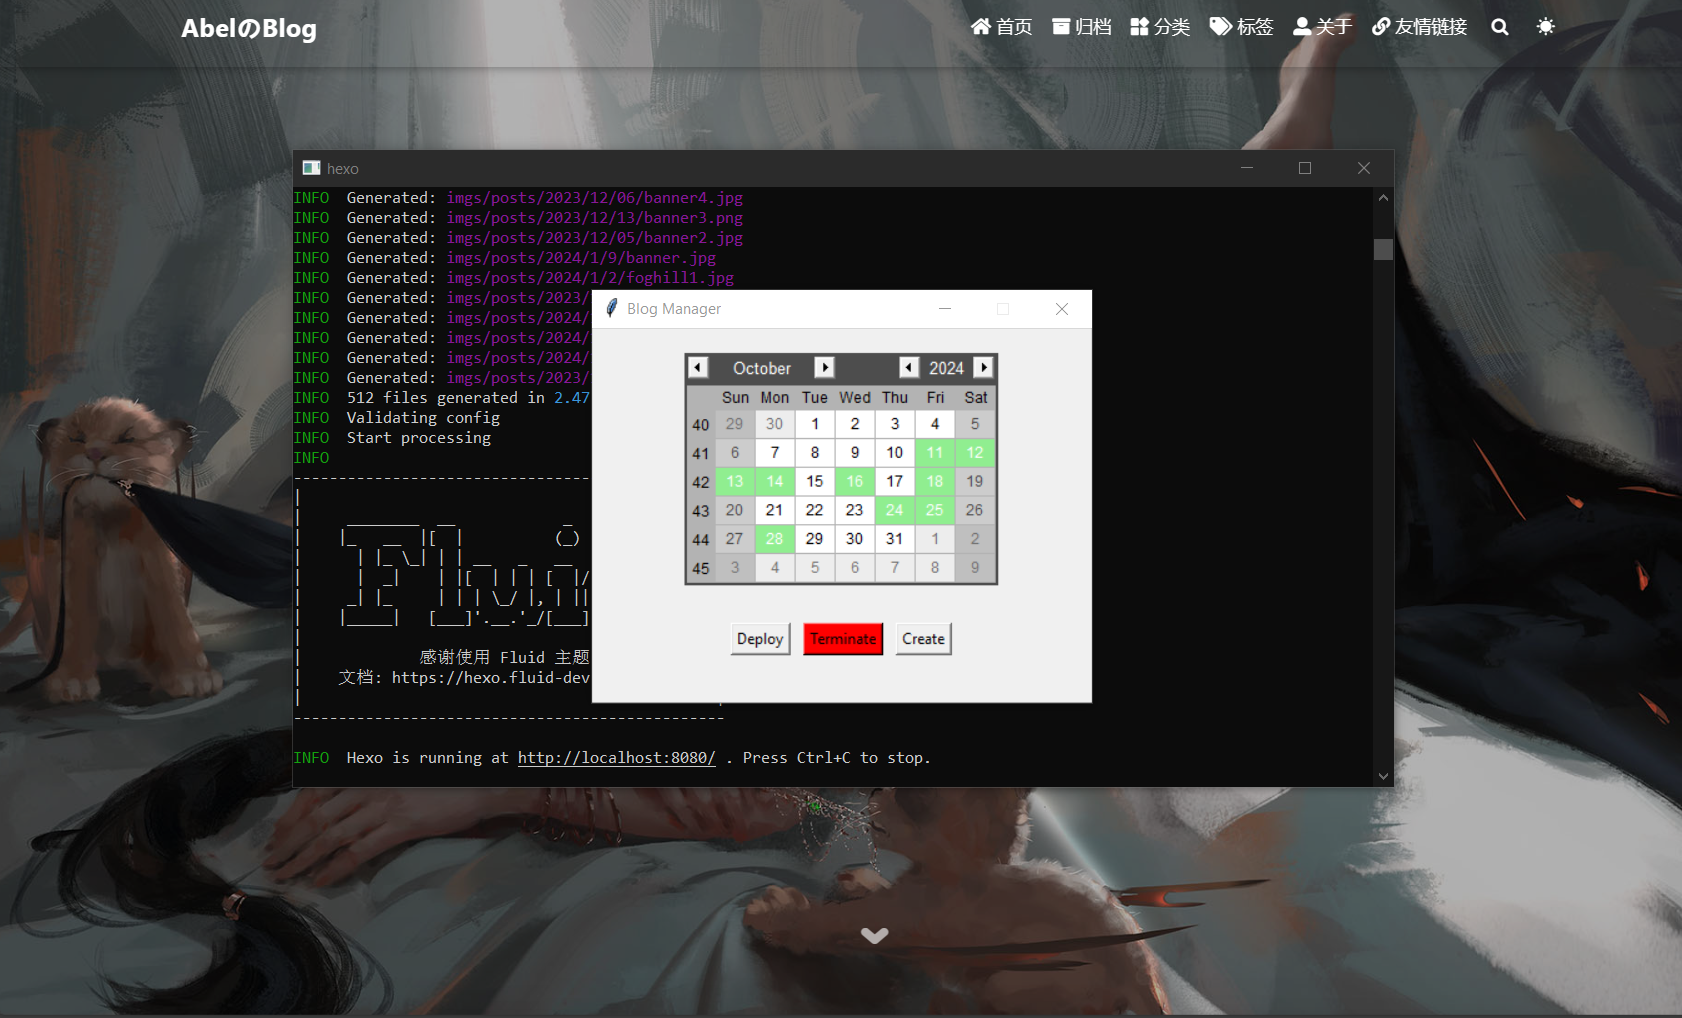 AbelのBlog
首页 归档 分类 标签 关于 友情链接
hexo
INFO Generated: imgs/posts/2023/12/06/banner4.jpg
INFO Generated: imgs/posts/2023/12/13/banner3.png
INFO Generated: imgs/posts/2023/12/05/banner2.jpg
INFO Generated: imgs/posts/2024/1/9/banner.jpg
INFO Generated: imgs/posts/2024/1/2/foghill1.jpg
INFO Generated: imgs/posts/2023/
INFO Generated: imgs/posts/2024/
INFO Generated: imgs/posts/2024/
INFO Generated: imgs/posts/2024/
INFO Generated: imgs/posts/2023/
INFO 512 files generated in 2.47
INFO Validating config
INFO Start processing
INFO
感谢使用 Fluid 主题
文档: https://hexo.fluid-dev
INFO Hexo is running at http://localhost:8080/ . Press Ctrl+C to stop.
Blog Manager
October 2024
Sun Mon Tue Wed Thu Fri Sat
40 29 30 1 2 3 4 5
41 6 7 8 9 10 11 12
42 13 14 15 16 17 18 19
43 20 21 22 23 24 25 26
44 27 28 29 30 31 1 2
45 3 4 5 6 7 8 9
Deploy Terminate Create